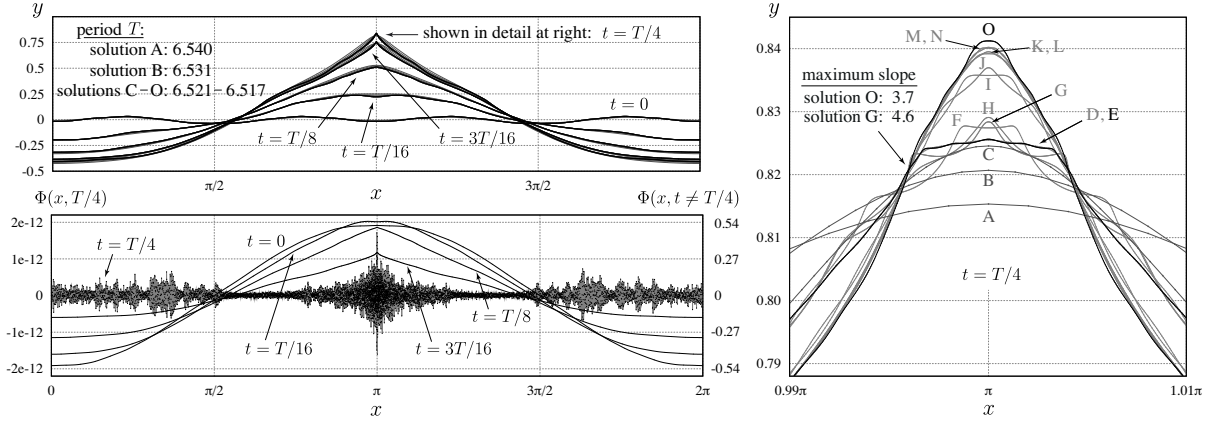 y
period T:
solution A: 6.540
solution B: 6.531
solutions C-O: 6.521-6.517
shown in detail at right: t = T/4
t = 0
t = T/8
t = T/16
t = 3T/16
0.75
0.5
0.25
0
-0.25
-0.5
π/2
π
3π/2
x
Φ(x, T/4)
Φ(x, t ≠ T/4)
2e-12
1e-12
0
-1e-12
-2e-12
t = T/4
t = 0
t = T/16
t = 3T/16
t = T/8
0.54
0.27
0
-0.27
-0.54
0
π/2
π
3π/2
2π
x
y
0.84
0.83
0.82
0.81
0.80
0.79
maximum slope
solution O: 3.7
solution G: 4.6
O
M, N
K, L
J
I
G
H
F
D, E
C
B
A
t = T/4
0.99π
π
1.01π
x